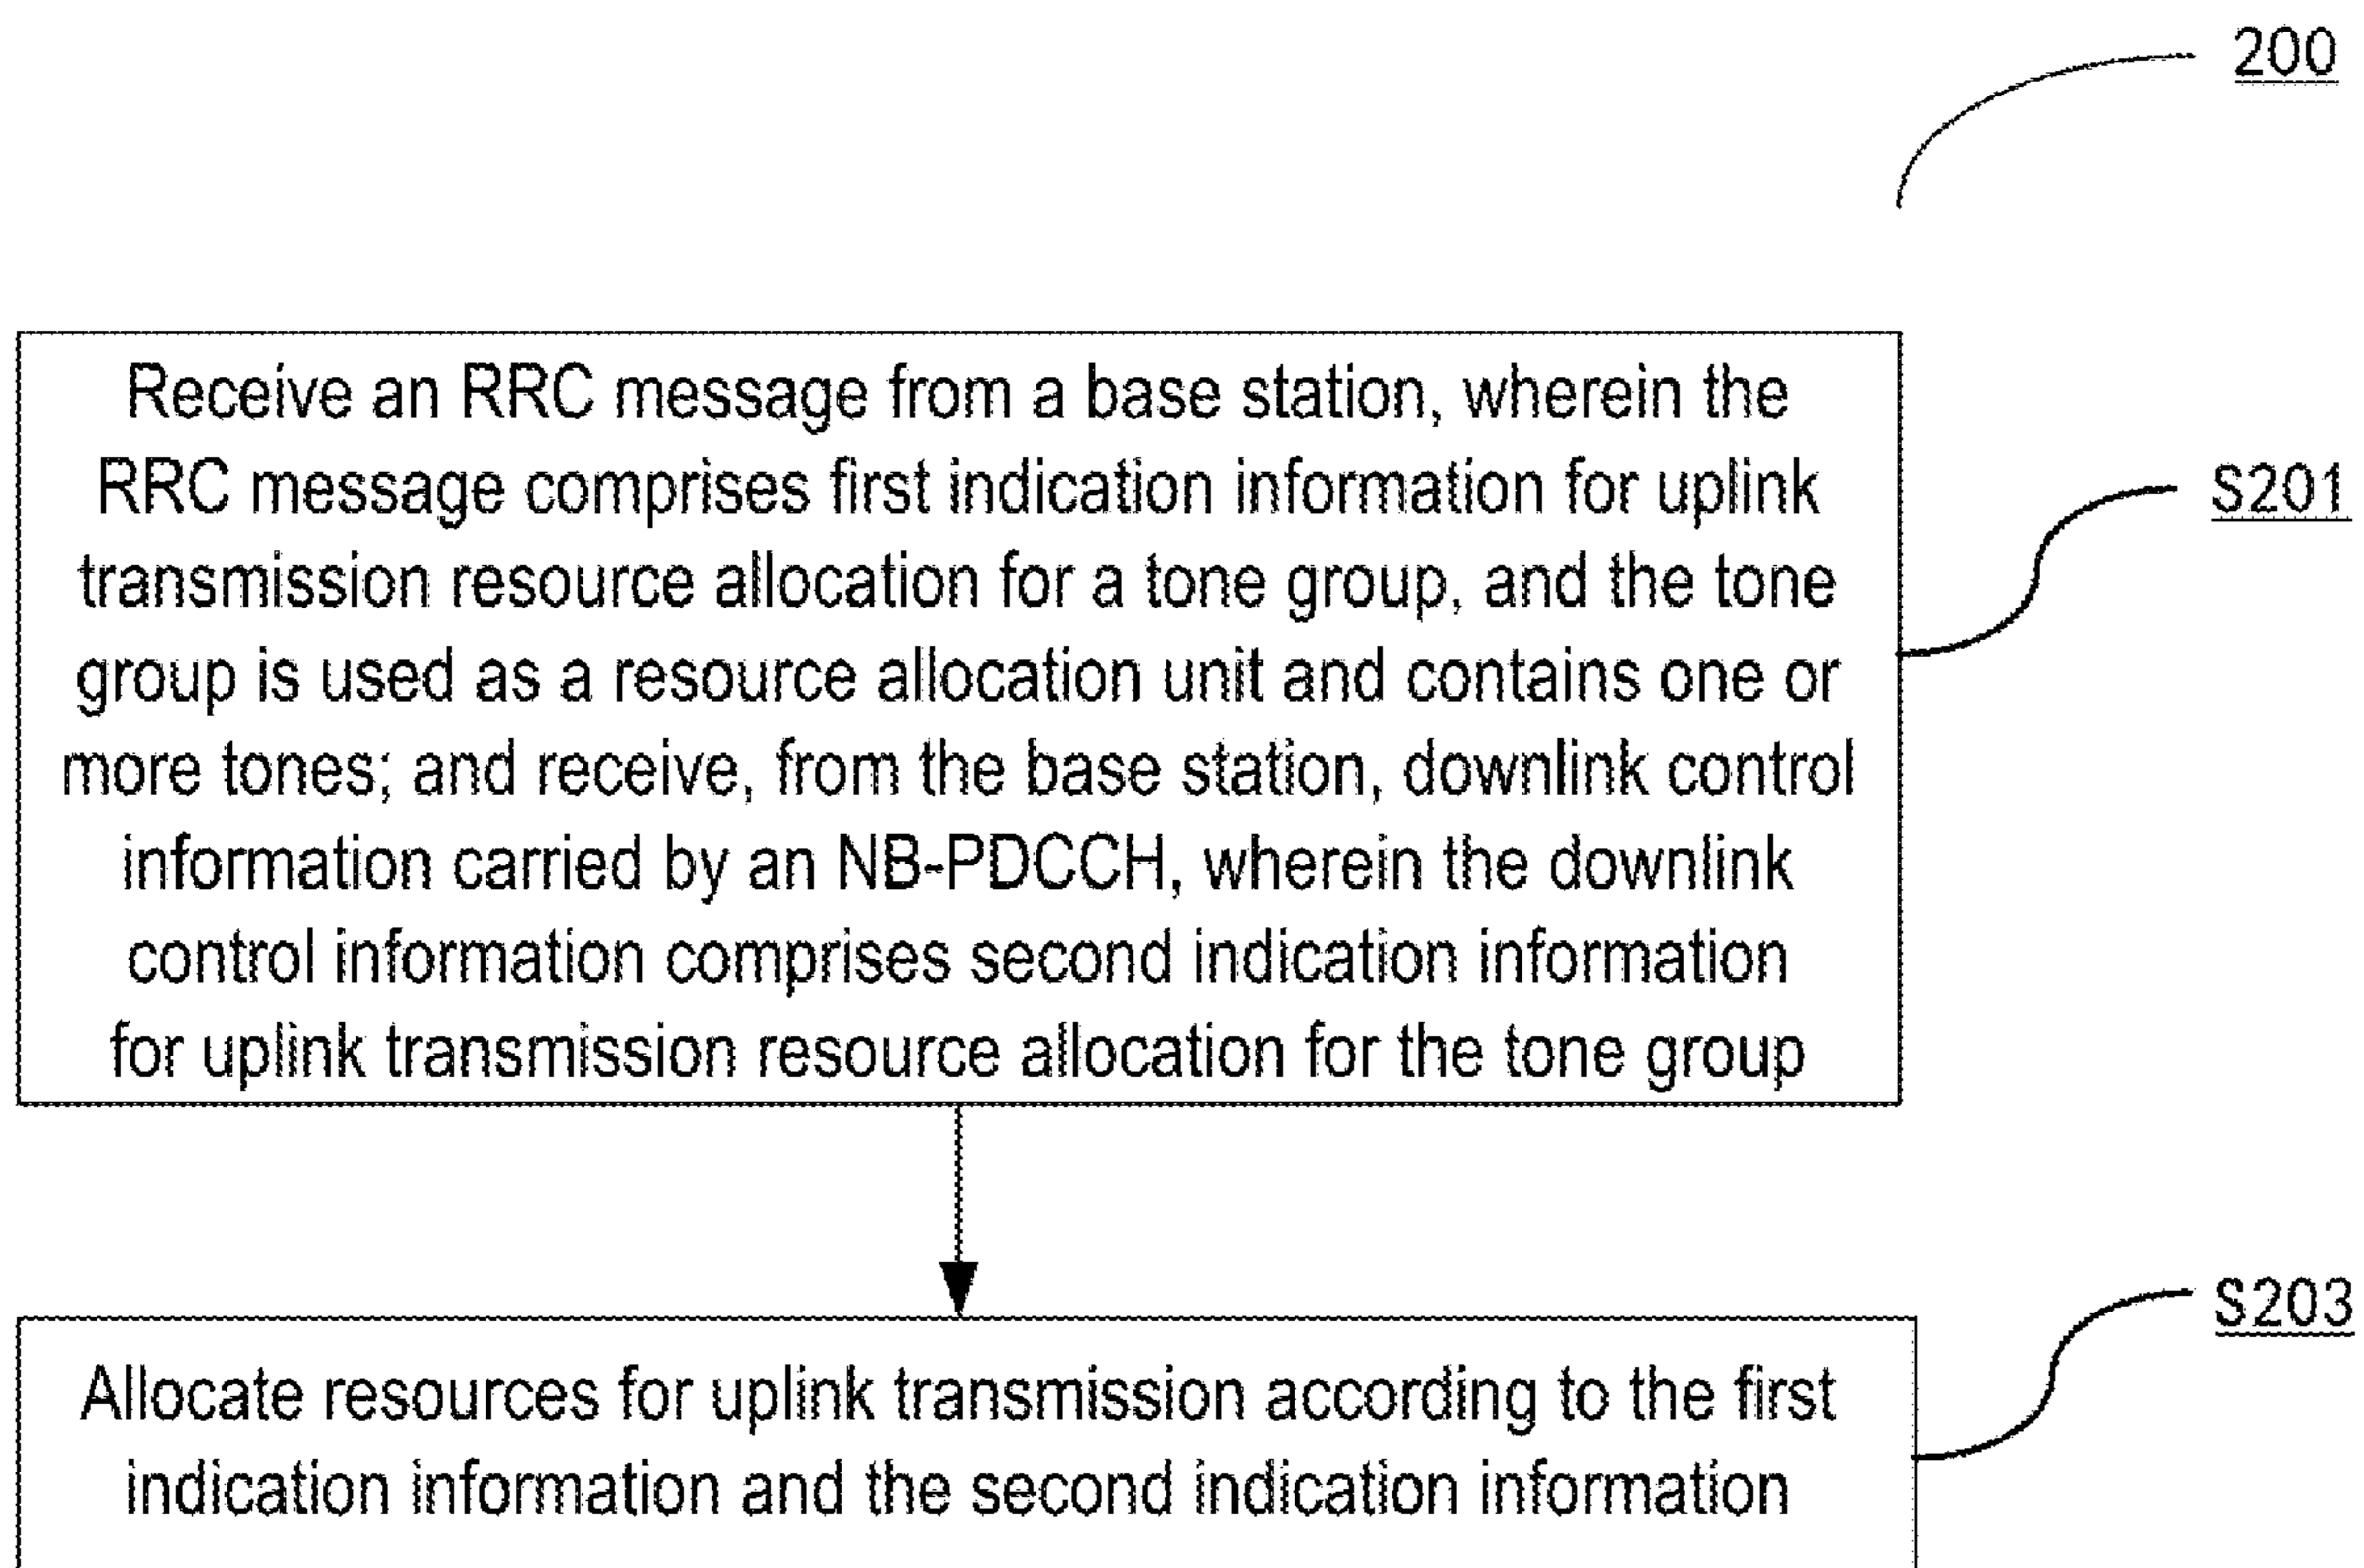 200
Receive an RRC message from a base station, wherein the
RRC message comprises first indication information for uplink
transmission resource allocation for a tone group, and the tone
group is used as a resource allocation unit and contains one or
more tones; and receive, from the base station, downlink control
information carried by an NB-PDCCH, wherein the downlink
control information comprises second indication information
for uplink transmission resource allocation for the tone group
S201
Allocate resources for uplink transmission according to the first
indication information and the second indication information
S203